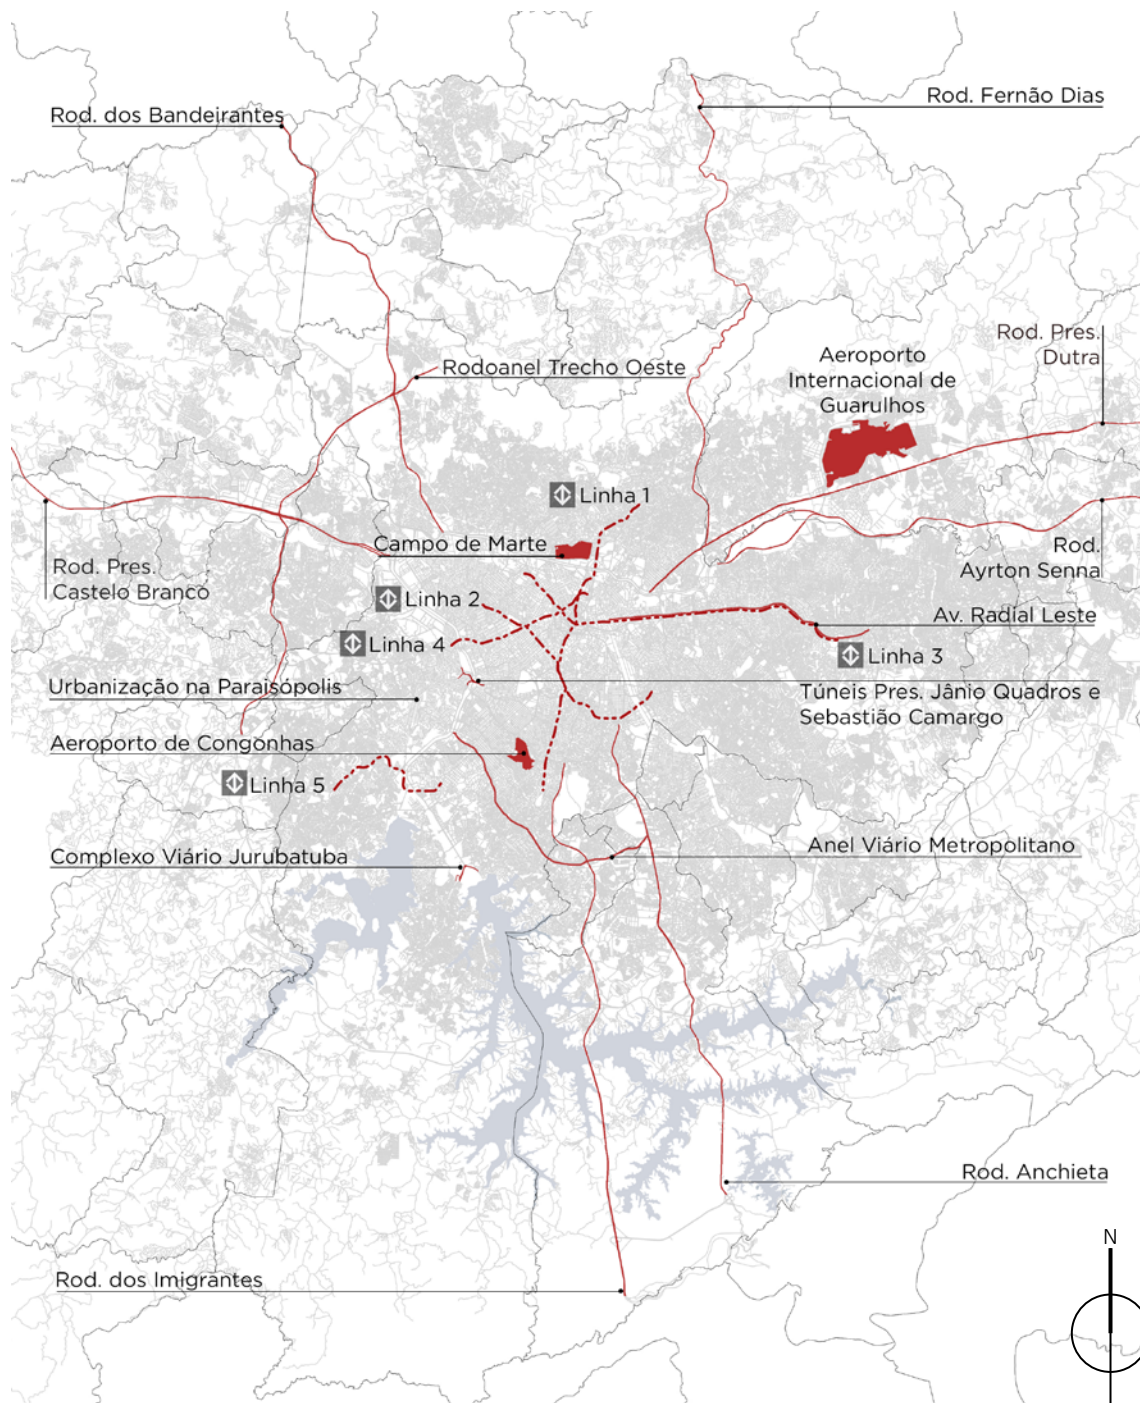 Rod. Fernão Dias
Rod. dos Bandeirantes
Rod. Pres.
Dutra
Aeroporto
Internacional de
Guarulhos
Rodoanel Trecho Oeste
Linha 1
Campo de Marte
Rod.
Ayrton Senna
Rod. Pres.
Castelo Branco
Linha 2
Av. Radial Leste
Linha 4
Linha 3
Urbanização na Paraisópolis
Túneis Pres. Jânio Quadros e
Sebastião Camargo
Aeroporto de Congonhas
Linha 5
Anel Viário Metropolitano
Complexo Viário Jurubatuba
Rod. Anchieta
N
Rod. dos Imigrantes